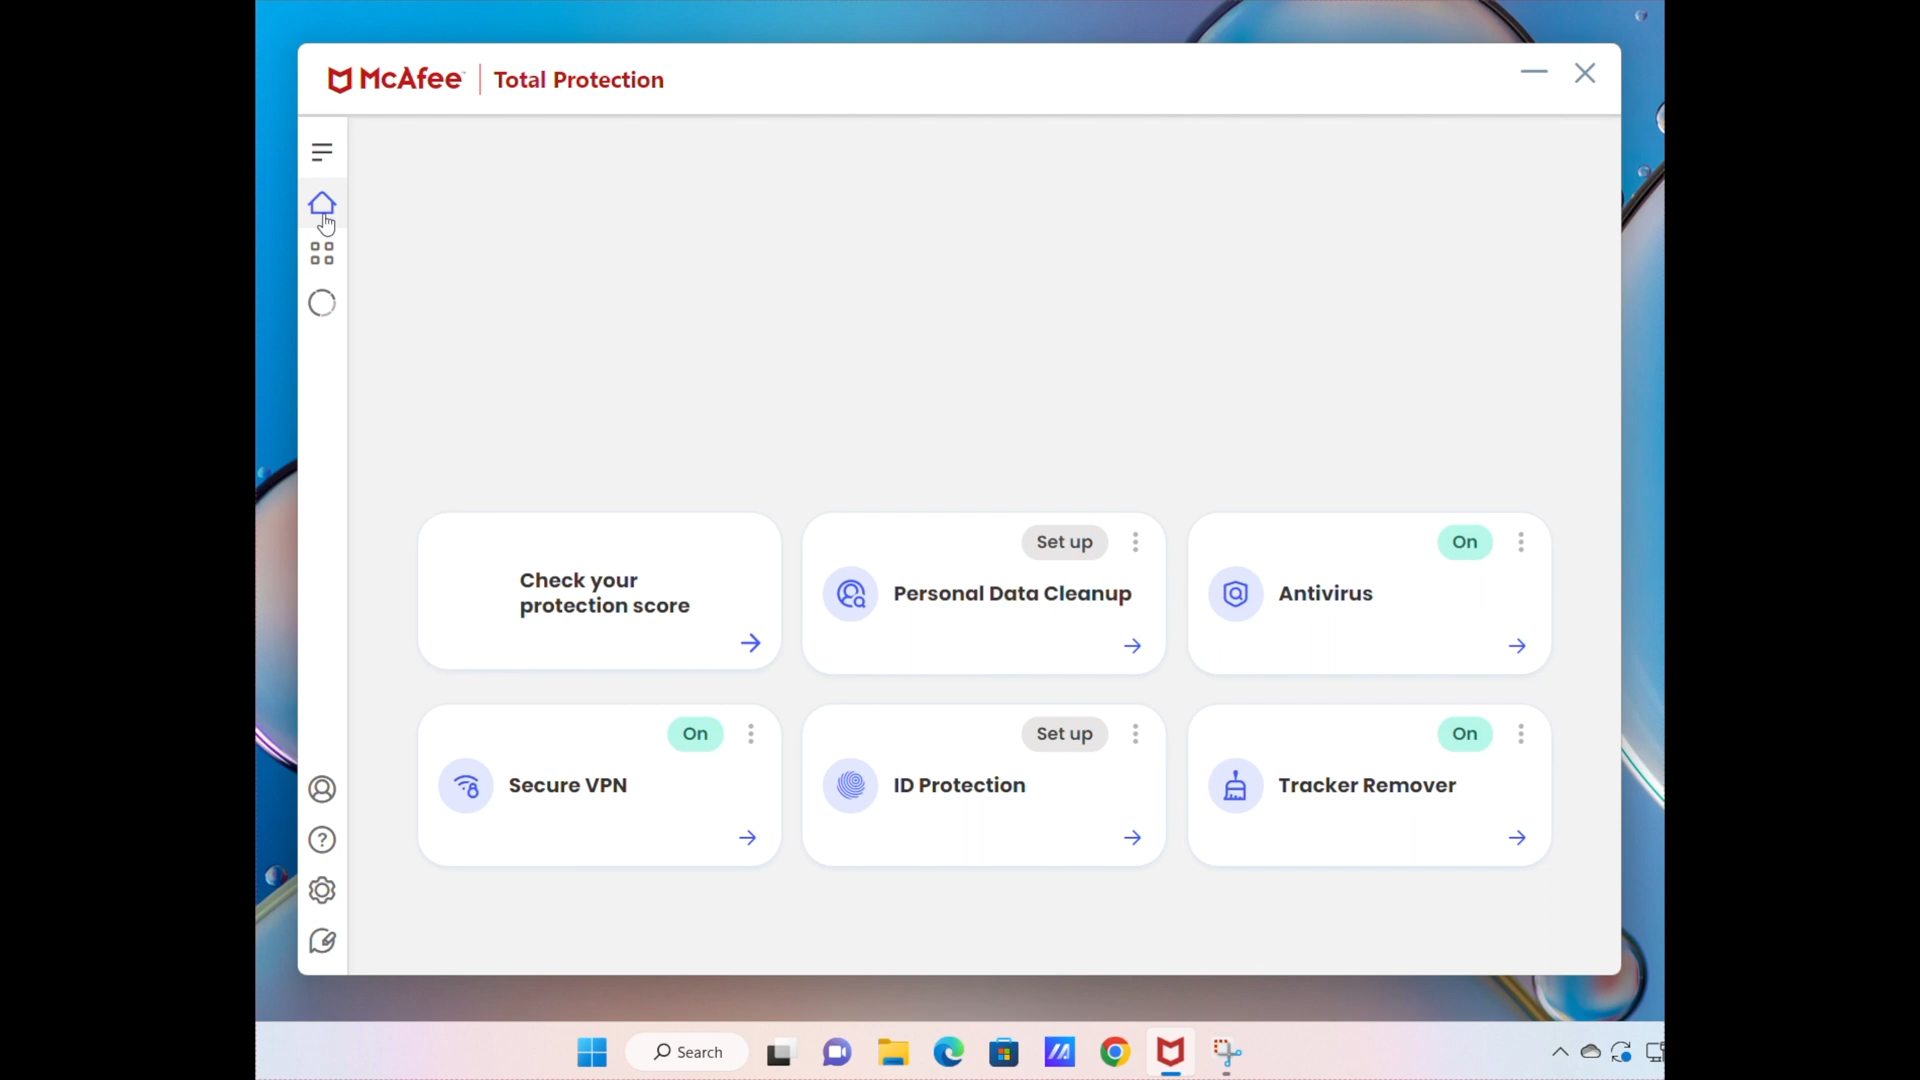 McAfee Total Protection
Check your
protection score
Set up
Personal Data Cleanup
On
Antivirus
On
Secure VPN
Set up
ID Protection
On
Tracker Remover
Search